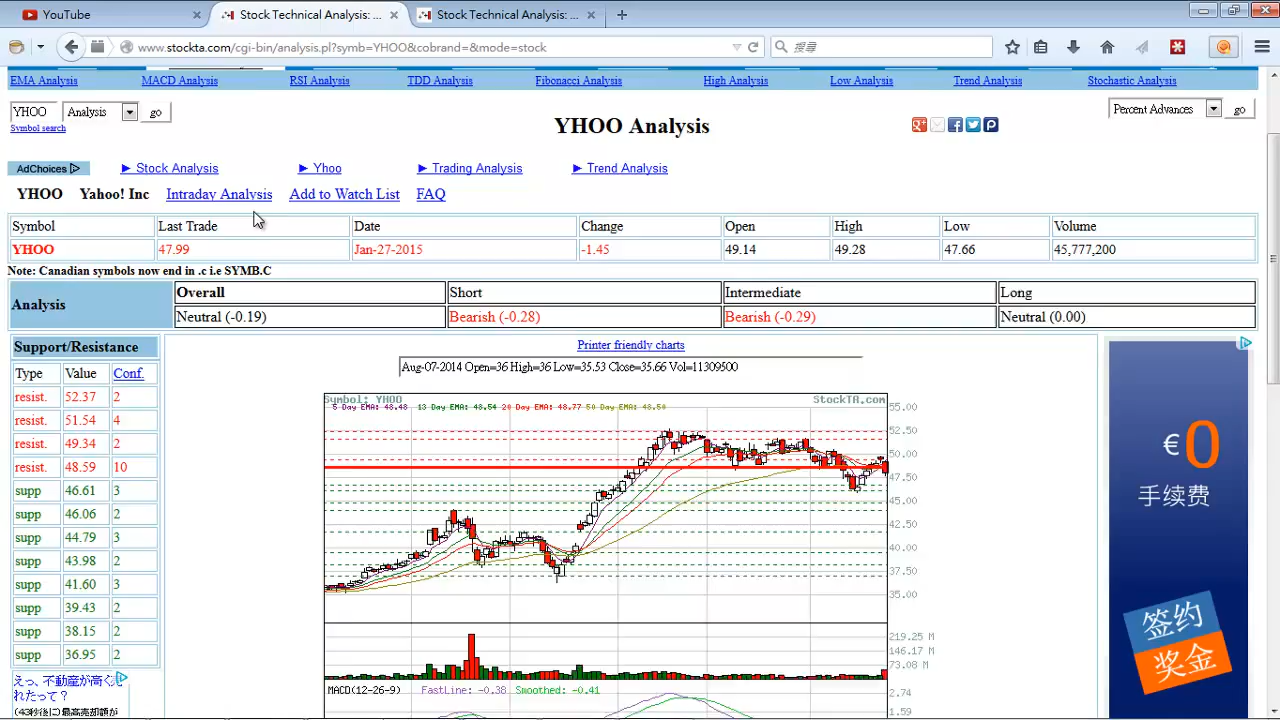 YouTube
Stock Technical Analysis: ...
Stock Technical Analysis: ...
www.stockta.com/cgi-bin/analysis.pl?symb=YHOO&cobrand=&mode=stock
搜尋
EMA Analysis
MACD Analysis
RSI Analysis
TDD Analysis
Fibonacci Analysis
High Analysis
Low Analysis
Trend Analysis
Stochastic Analysis
YHOO Analysis go
Symbol search
YHOO Analysis
Percent Advances go
AdChoices
► Stock Analysis
► Yhoo
► Trading Analysis
► Trend Analysis
YHOO Yahoo! Inc Intraday Analysis Add to Watch List FAQ
Symbol Last Trade Date Change Open High Low Volume
YHOO 47.99 Jan-27-2015 -1.45 49.14 49.28 47.66 45,777,200
Note: Canadian symbols now end in .c i.e SYMB.C
Analysis
Overall Short Intermediate Long
Neutral (-0.19) Bearish (-0.28) Bearish (-0.29) Neutral (0.00)
Support/Resistance
Type Value Conf.
resist. 52.37 2
resist. 51.54 4
resist. 49.34 2
resist. 48.59 10
supp 46.61 3
supp 46.06 2
supp 44.79 3
supp 43.98 2
supp 41.60 3
supp 39.43 2
supp 38.15 2
supp 36.95 2
えっ、不動産が高く売
れたって？
Printer friendly charts
Aug-07-2014 Open=36 High=36 Low=35.53 Close=35.66 Vol=11309500
Symbol: YHOO
StockTA.com
5 Day EMA: 48.48 13 Day EMA: 48.54 20 Day EMA: 48.77 50 Day EMA: 48.50
55.00
52.50
50.00
47.50
45.00
42.50
40.00
37.50
35.00
219.25 M
146.17 M
73.08 M
MACD(12-26-9) FastLine: -0.38 Smoothed: -0.41
2.74
1.59
€0
手续费
签约
奖金